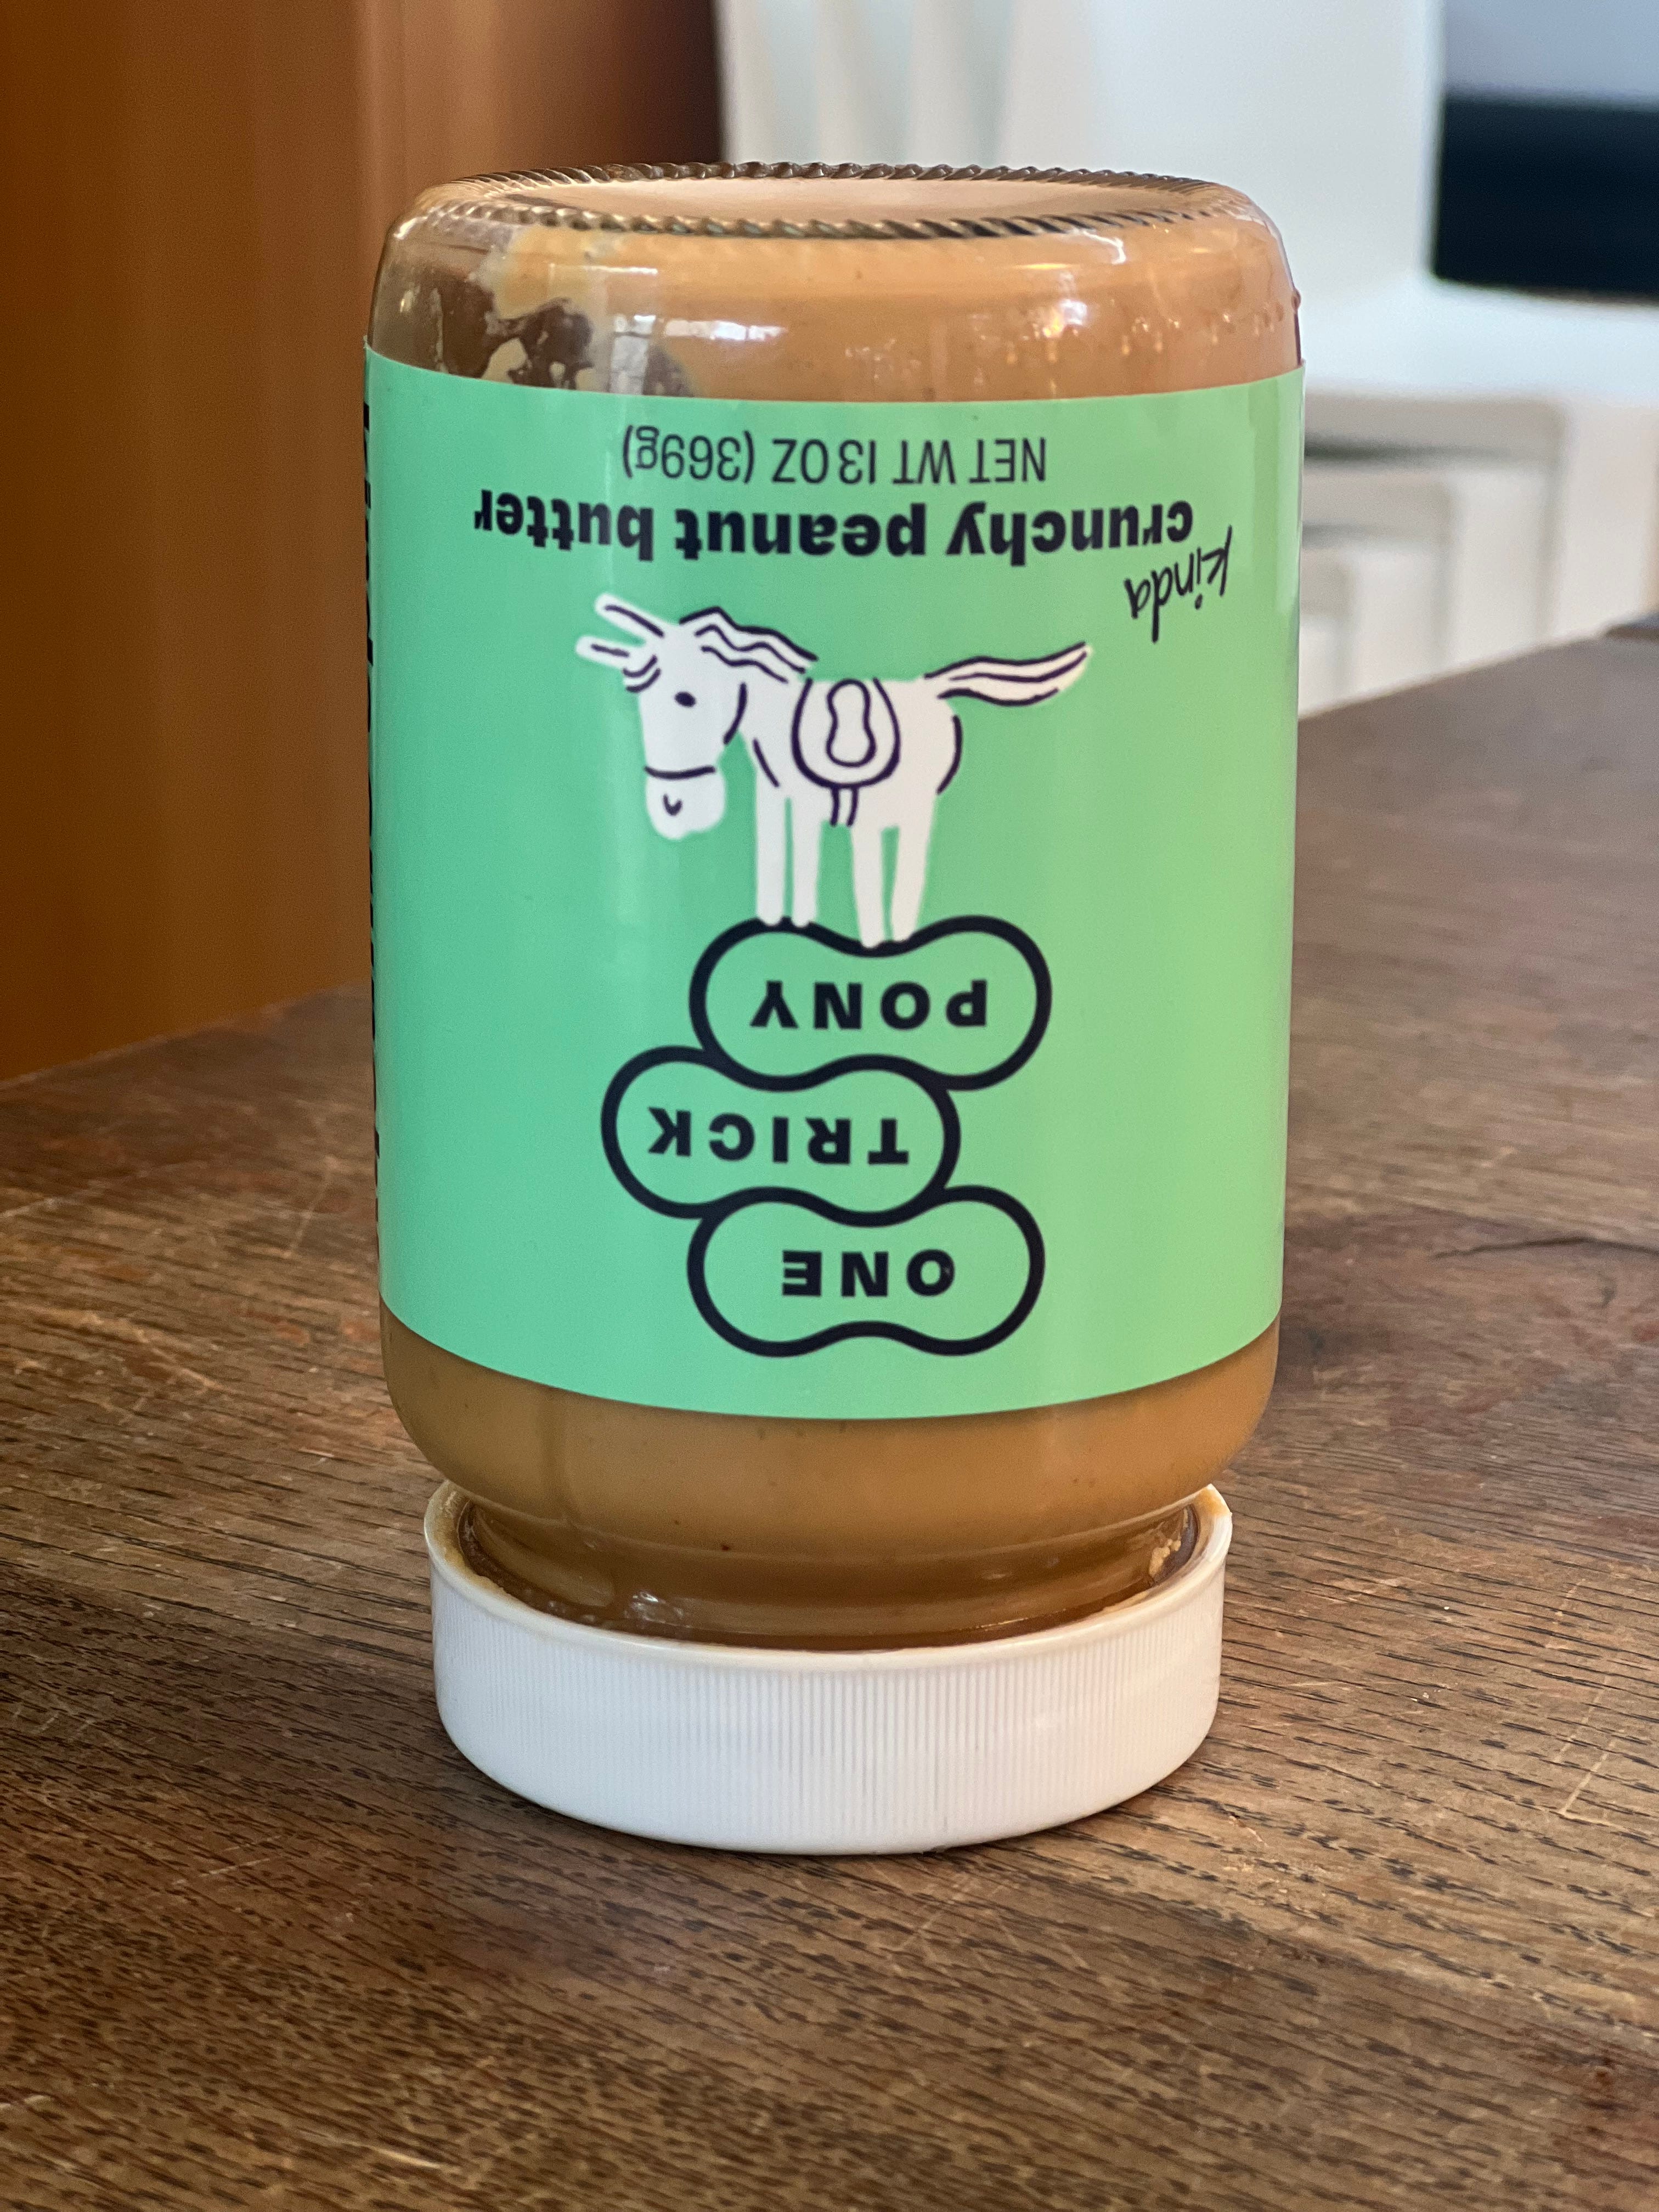 ONE
TRICK
PONY
kinda
crunchy peanut butter
NET WT 13 OZ (369g)